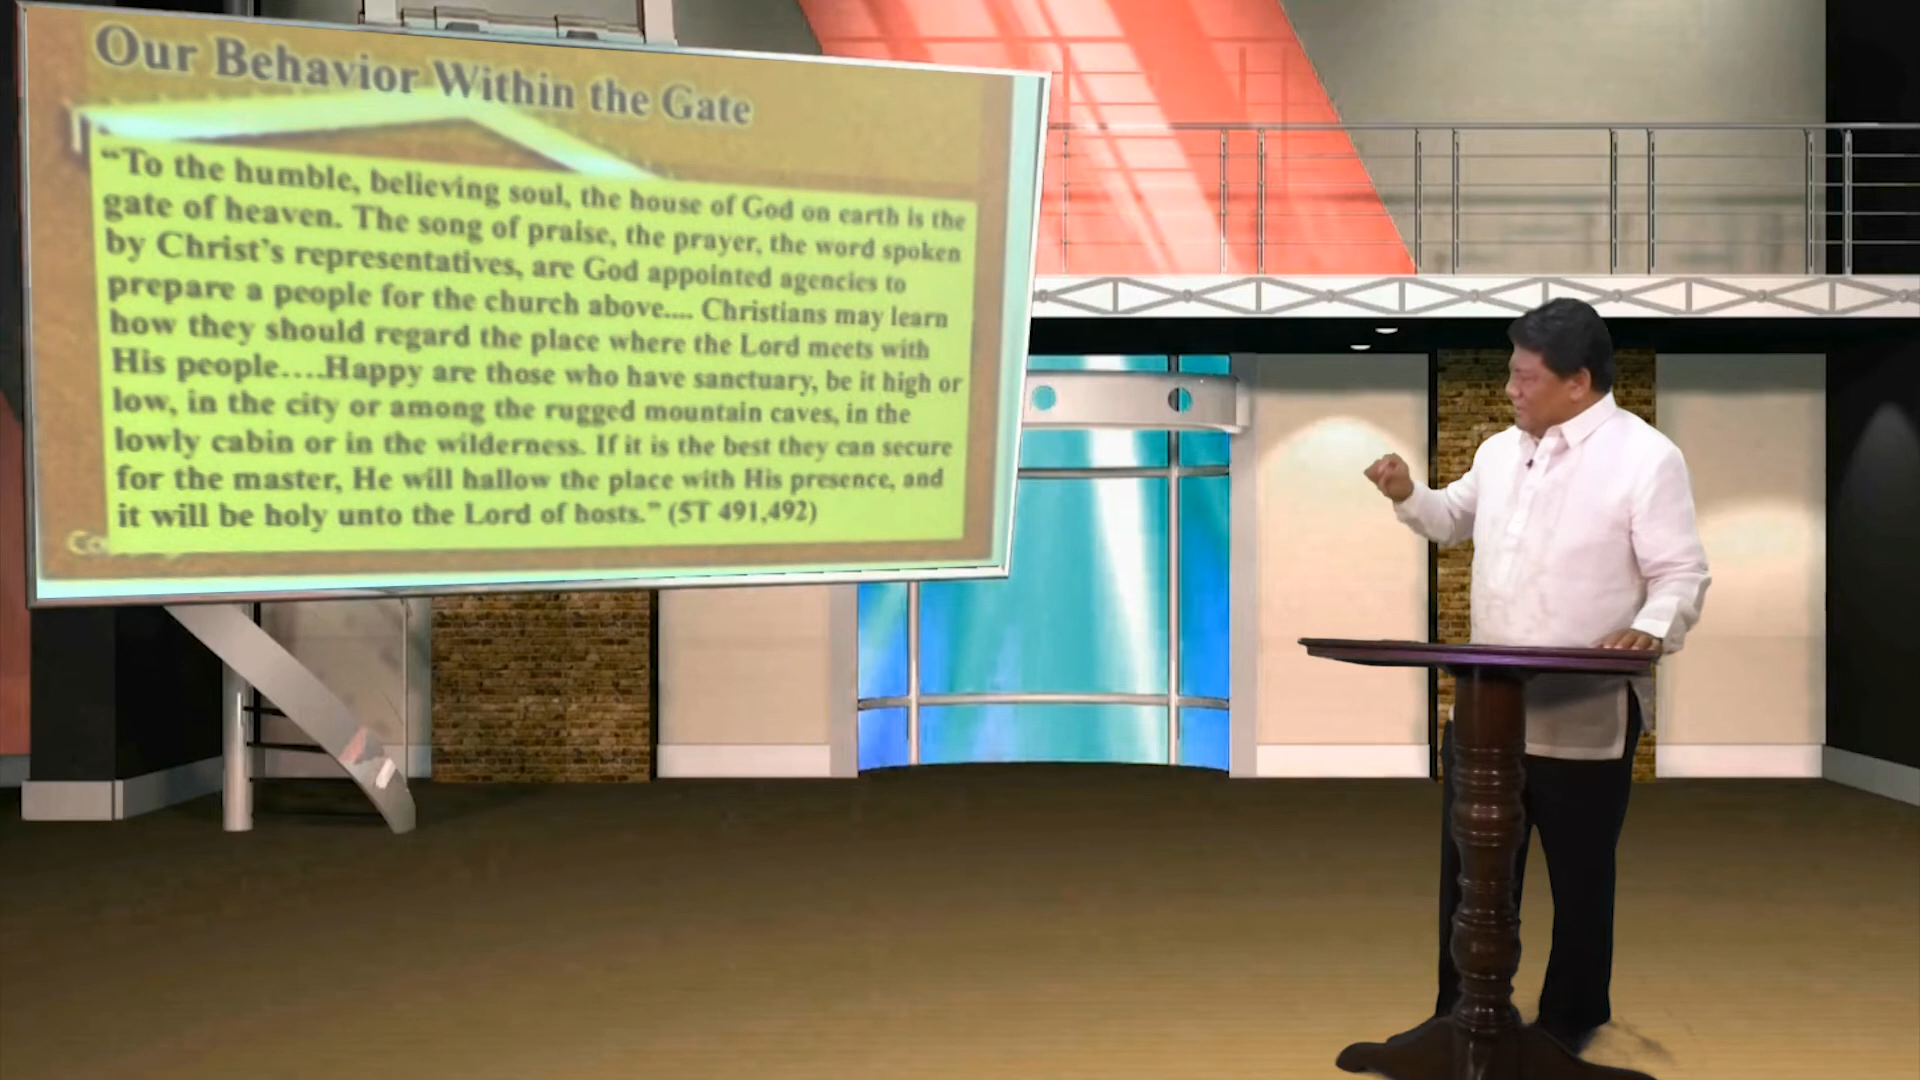 Our Behavior Within the Gate
“To the humble, believing soul, the house of God on earth is the
gate of heaven. The song of praise, the prayer, the word spoken
by Christ’s representatives, are God appointed agencies to
prepare a people for the church above.... Christians may learn
how they should regard the place where the Lord meets with
His people....Happy are those who have sanctuary, be it high or
low, in the city or among the rugged mountain caves, in the
lowly cabin or in the wilderness. If it is the best they can secure
for the master, He will hallow the place with His presence, and
it will be holy unto the Lord of hosts.” (5T 491,492)